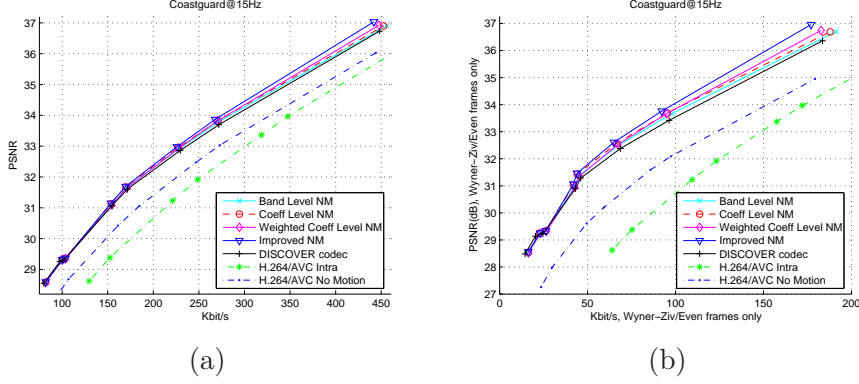 Coastguard@15Hz
37
36
35
34
33
32
31
30
29
PSNR
100 150 200 250 300 350 400 450
Kbit/s
Band Level NM
Coeff Level NM
Weighted Coeff Level NM
Improved NM
DISCOVER codec
H.264/AVC Intra
H.264/AVC No Motion
(a)
Coastguard@15Hz
37
36
35
34
33
32
31
30
29
28
27
PSNR(dB), Wyner−Ziv/Even frames only
0 50 100 150 200
Kbit/s, Wyner−Ziv/Even frames only
Band Level NM
Coeff Level NM
Weighted Coeff Level NM
Improved NM
DISCOVER codec
H.264/AVC Intra
H.264/AVC No Motion
(b)